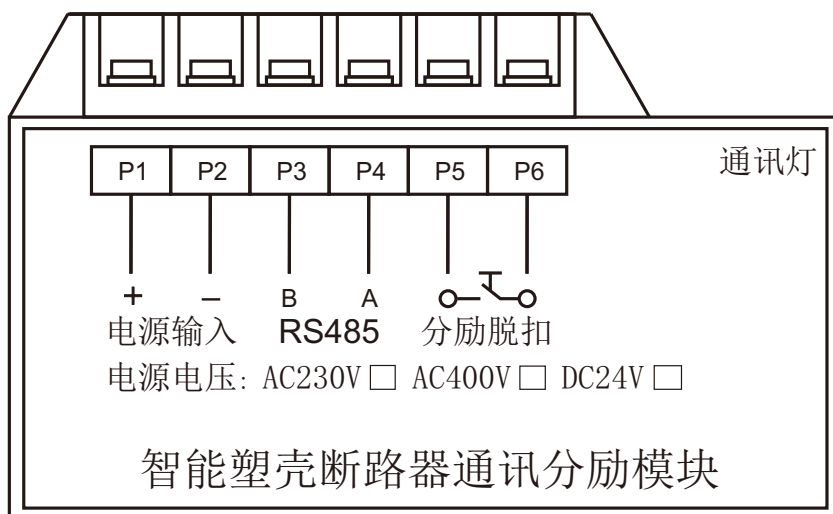 P1 P2 P3 P4 P5 P6 通讯灯
+ − B A
电源输入 RS485 分励脱扣
电源电压: AC230V □ AC400V □ DC24V □
智能塑壳断路器通讯分励模块